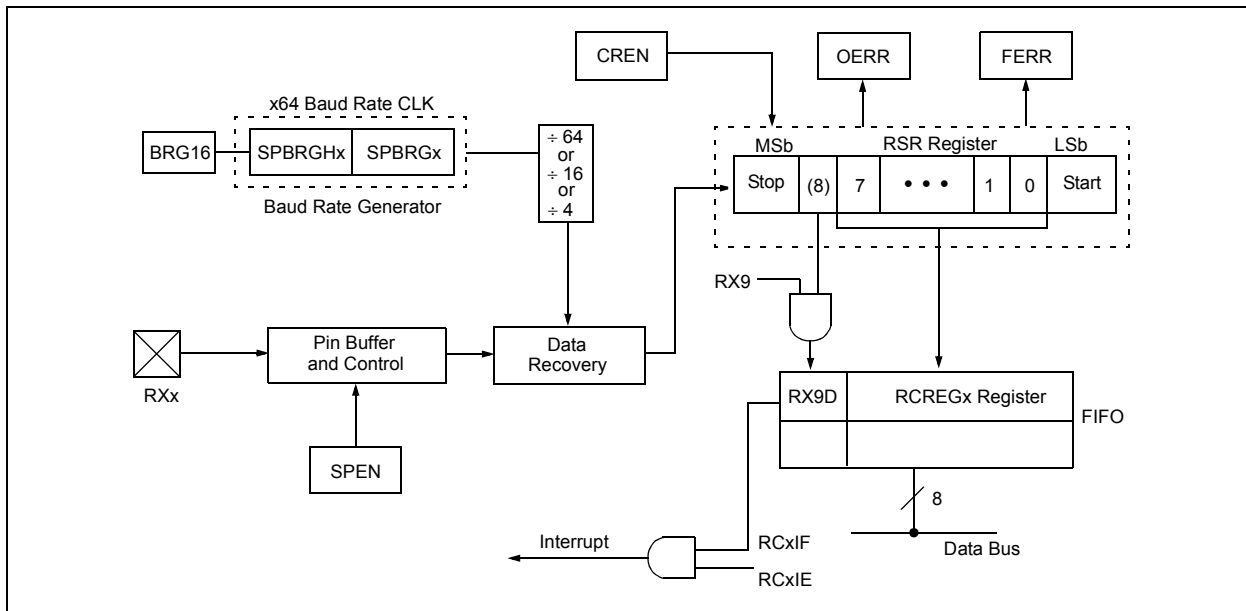 CREN
OERR
FERR
x64 Baud Rate CLK
BRG16
SPBRGHx
SPBRGx
Baud Rate Generator
÷ 64
or
÷ 16
or
÷ 4
MSb
RSR Register
LSb
Stop
(8)
7
• • •
1
0
Start
RX9
RXx
Pin Buffer
and Control
Data
Recovery
SPEN
RX9D
RCREGx Register
FIFO
8
Data Bus
Interrupt
RCxIF
RCxIE